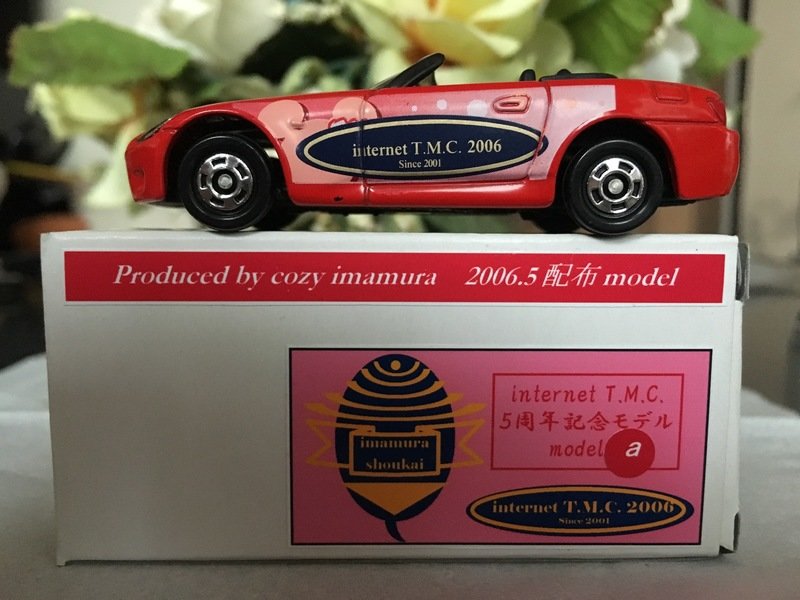 internet T.M.C. 2006
Since 2001
Produced by cozy imamura 2006.5 配布 model
imamura
shoukai
internet T.M.C.
5周年記念モデル
model a
internet T.M.C. 2006
Since 2001